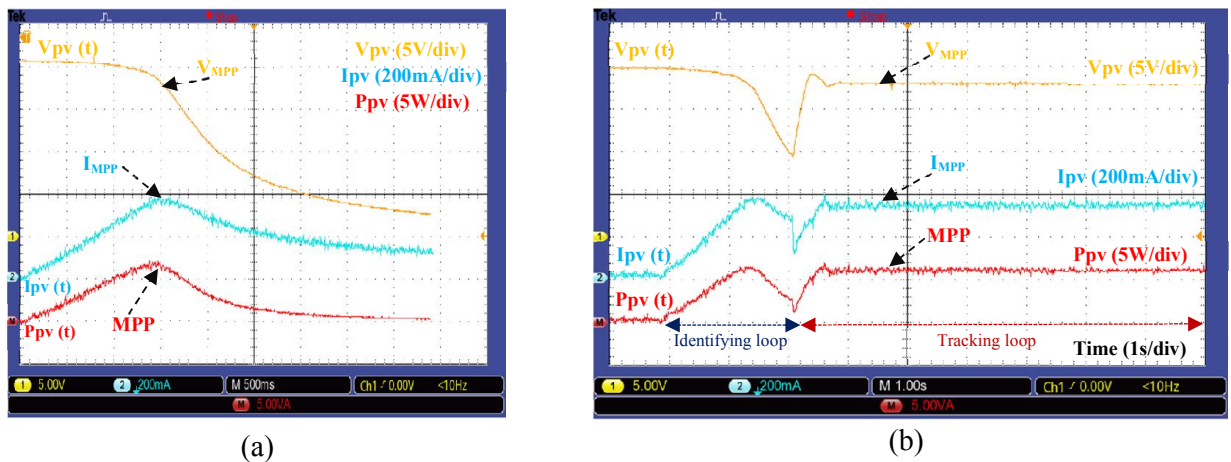 Tek
Stop
Vpv (t)
Vpv (5V/div)
Ipv (200mA/div)
Ppv (5W/div)
VMPP
IMPP
1
2
Ipv (t)
M
Ppv (t)
MPP
1 5.00V 2 200mA M 500ms Ch1 0.00V <10Hz
M 5.00VA
(a)
Tek
Stop
Vpv (t)
VMPP
Vpv (5V/div)
IMPP
Ipv (200mA/div)
1
MPP
Ipv (t)
Ppv (5W/div)
2
Ppv (t)
M
Identifying loop
Tracking loop
Time (1s/div)
1 5.00V 2 200mA M 1.00s Ch1 0.00V <10Hz
M 5.00VA
(b)